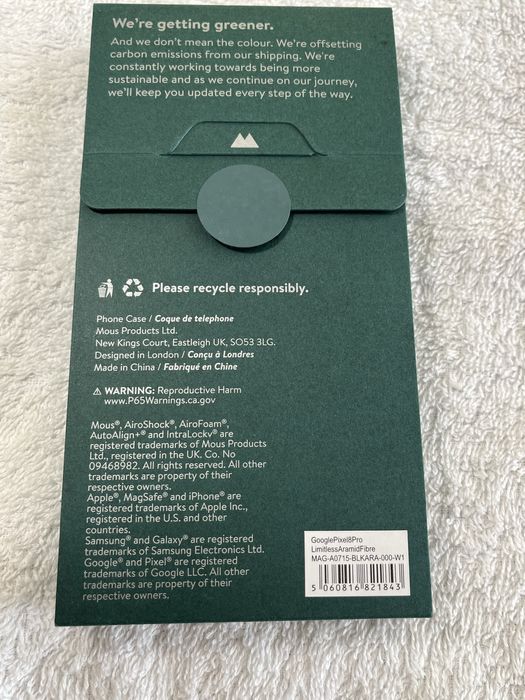 We're getting greener.
And we don't mean the colour. We're offsetting
carbon emissions from our shipping. We're
constantly working towards being more
sustainable and as we continue on our journey,
we'll keep you updated every step of the way.
Please recycle responsibly.
Phone Case / Coque de telephone
Mous Products Ltd.
New Kings Court, Eastleigh UK, SO53 3LG.
Designed in London / Conçu à Londres
Made in China / Fabriqué en Chine
⚠ WARNING: Reproductive Harm
www.P65Warnings.ca.gov
Mous®, AiroShock®, AiroFoam®,
AutoAlign+® and IntraLockv® are
registered trademarks of Mous Products
Ltd., registered in the UK. Co. No
09468982. All rights reserved. All other
trademarks are property of their
respective owners.
Apple®, MagSafe® and iPhone® are
registered trademarks of Apple Inc.,
registered in the U.S. and other
countries.
Samsung® and Galaxy® are registered
trademarks of Samsung Electronics Ltd.
Google® and Pixel® are registered
trademarks of Google LLC. All other
trademarks are property of their
respective owners.
GooglePixel8Pro
LimitlessAramidFibre
MAG-A0715-BLKARA-000-W1
5 060816 821843